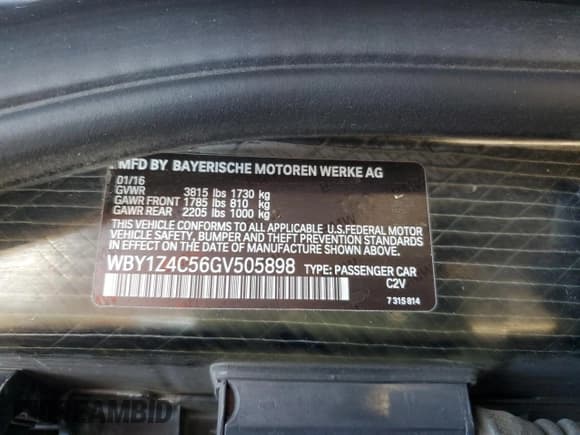 MFD BY BAYERISCHE MOTOREN WERKE AG
01/16
GVWR 3815 lbs 1730 kg
GAWR FRONT 1785 lbs 810 kg
GAWR REAR 2205 lbs 1000 kg
THIS VEHICLE CONFORMS TO ALL APPLICABLE U.S.FEDERAL MOTOR
VEHICLE SAFETY, BUMPER AND THEFT PREVENTION STANDARDS IN
EFFECT ON THE DATE OF MANUFACTURE SHOWN ABOVE.
WBY1Z4C56GV505898 TYPE: PASSENGER CAR
C2V
7 315 814